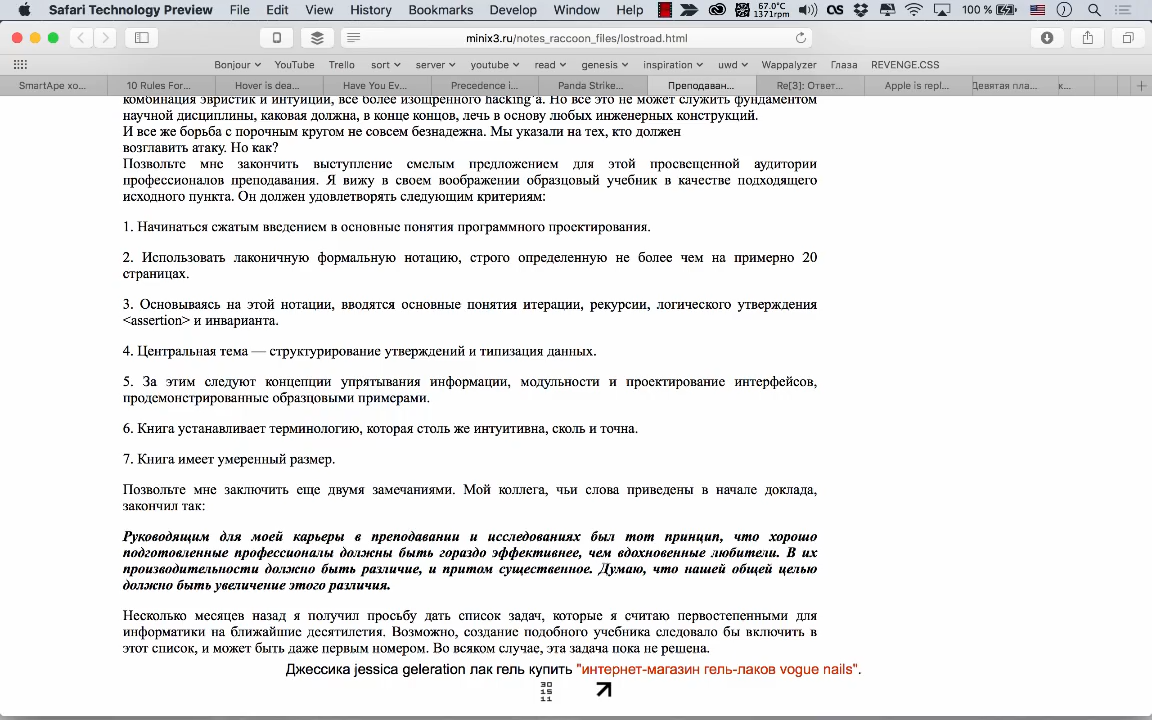 Safari Technology Preview File Edit View History Bookmarks Develop Window Help 67.0°C 1371rpm 100 %
minix3.ru/notes_raccoon_files/lostroad.html
Bonjour YouTube Trello sort server youtube read genesis inspiration uwd Wappalyzer Глаза REVENGE.CSS
SmartApe хо... 10 Rules For... Hover is dea... Have You Ev... Precedence i... Panda Strike... Преподаван... Re[3]: Ответ... Apple is repl... Девятая пла... к...
комбинация эвристик и интуиции, все более изощренного hacking'а. Но все это не может служить фундаментом
научной дисциплины, каковая должна, в конце концов, лечь в основу любых инженерных конструкций.
И все же борьба с порочным кругом не совсем безнадежна. Мы указали на тех, кто должен
возглавить атаку. Но как?
Позвольте мне закончить выступление смелым предложением для этой просвещенной аудитории
профессионалов преподавания. Я вижу в своем воображении образцовый учебник в качестве подходящего
исходного пункта. Он должен удовлетворять следующим критериям:
1. Начинаться сжатым введением в основные понятия программного проектирования.
2. Использовать лаконичную формальную нотацию, строго определенную не более чем на примерно 20
страницах.
3. Основываясь на этой нотации, вводятся основные понятия итерации, рекурсии, логического утверждения
<assertion> и инварианта.
4. Центральная тема — структурирование утверждений и типизация данных.
5. За этим следуют концепции упрятывания информации, модульности и проектирование интерфейсов,
продемонстрированные образцовыми примерами.
6. Книга устанавливает терминологию, которая столь же интуитивна, сколь и точна.
7. Книга имеет умеренный размер.
Позвольте мне заключить еще двумя замечаниями. Мой коллега, чьи слова приведены в начале доклада,
закончил так:
Руководящим для моей карьеры в преподавании и исследованиях был тот принцип, что хорошо
подготовленные профессионалы должны быть гораздо эффективнее, чем вдохновенные любители. В их
производительности должно быть различие, и притом существенное. Думаю, что нашей общей целью
должно быть увеличение этого различия.
Несколько месяцев назад я получил просьбу дать список задач, которые я считаю первостепенными для
информатики на ближайшие десятилетия. Возможно, создание подобного учебника следовало бы включить в
этот список, и может быть даже первым номером. Во всяком случае, эта задача пока не решена.
Джессика jessica geleration лак гель купить "интернет-магазин гель-лаков vogue nails".
30
15
11